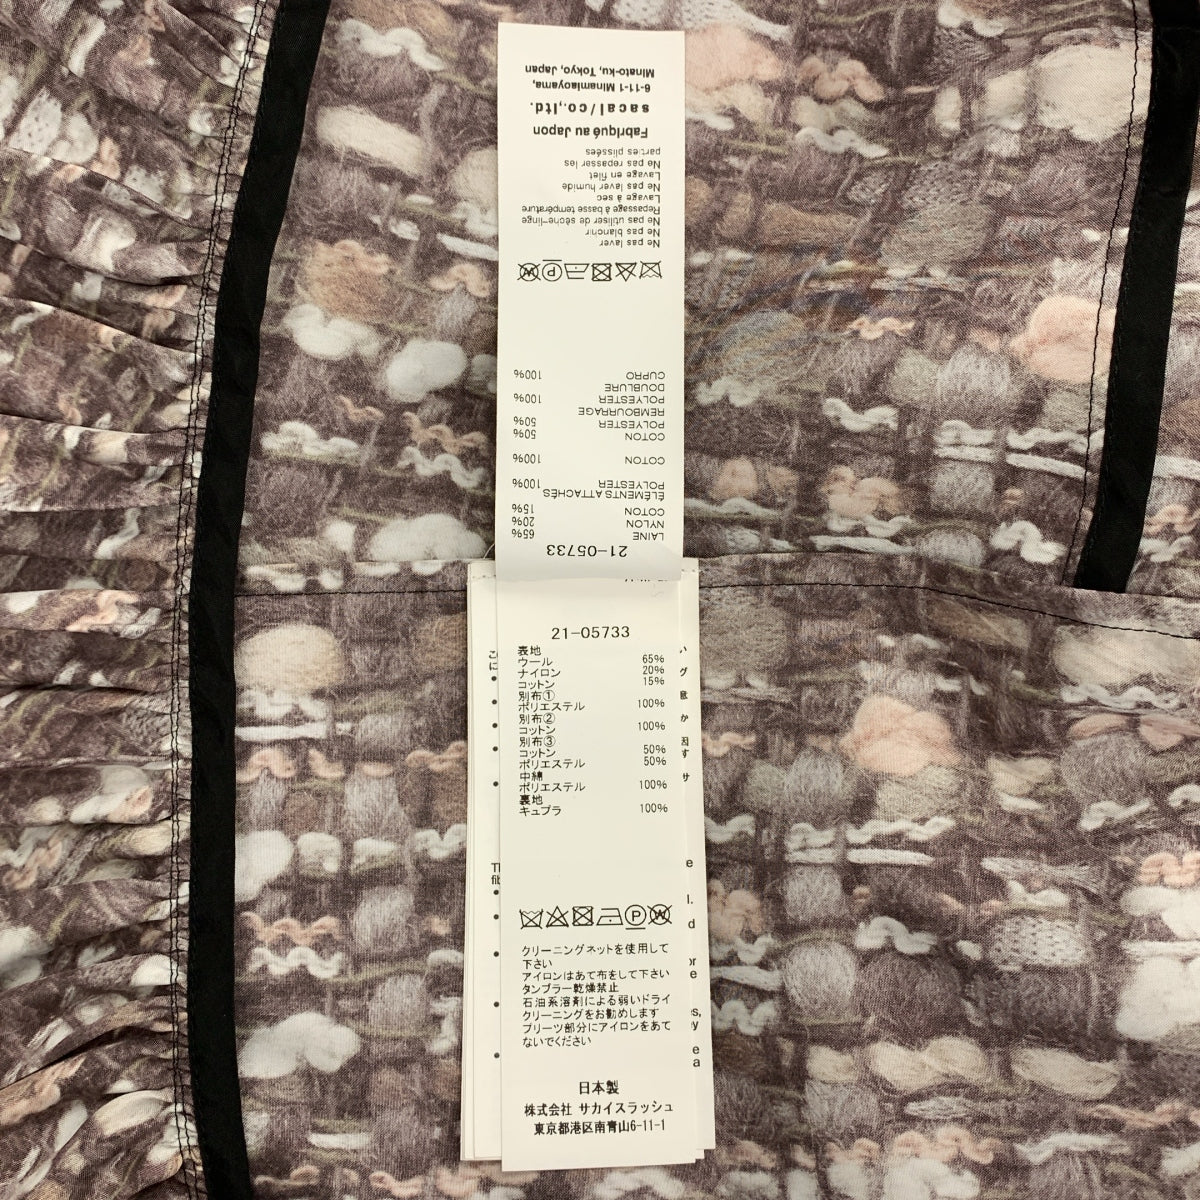 21-05733
LAINE 65%
NYLON 20%
COTON 15%
ÉLÉMENTS ATTACHÉS
POLYESTER 100%
COTON 100%
COTON 50%
POLYESTER 50%
REMBOURRAGE
POLYESTER 100%
DOUBLURE
CUPRO 100%
Ne pas laver
Ne pas blanchir
Ne pas utiliser de sèche-linge
Repassage à basse température
Lavage à sec
Ne pas laver humide
Lavage en filet
Ne pas repasser les
parties plissées
Fabriqué au Japon
sacai/co.,ltd.
6-11-1 Minamiaoyama,
Minato-ku, Tokyo, Japan
21-05733
表地
ウール 65%
ナイロン 20%
コットン 15%
別布①
ポリエステル 100%
別布②
コットン 100%
別布③
コットン 50%
ポリエステル 50%
中綿
ポリエステル 100%
裏地
キュプラ 100%
クリーニングネットを使用して
下さい
アイロンはあて布をして下さい
タンブラー乾燥禁止
石油系溶剤による弱いドライ
クリーニングをお勧めします
プリーツ部分にアイロンをあて
ないでください
日本製
株式会社 サカイスラッシュ
東京都港区南青山6-11-1